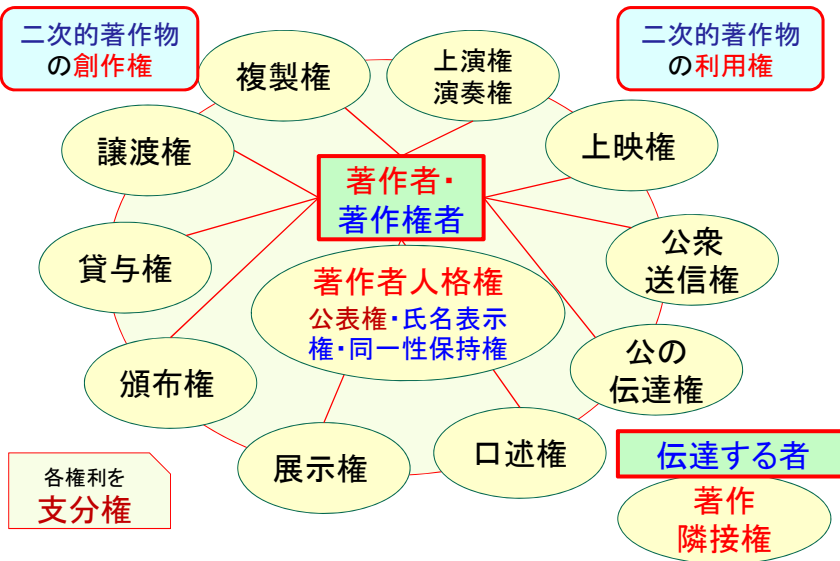 二次的著作物
の創作権
複製権
上演権
演奏権
二次的著作物
の利用権
譲渡権
上映権
著作者・
著作権者
貸与権
公衆
送信権
著作者人格権
公表権・氏名表示
権・同一性保持権
頒布権
公の
伝達権
展示権
口述権
各権利を
支分権
伝達する者
著作
隣接権